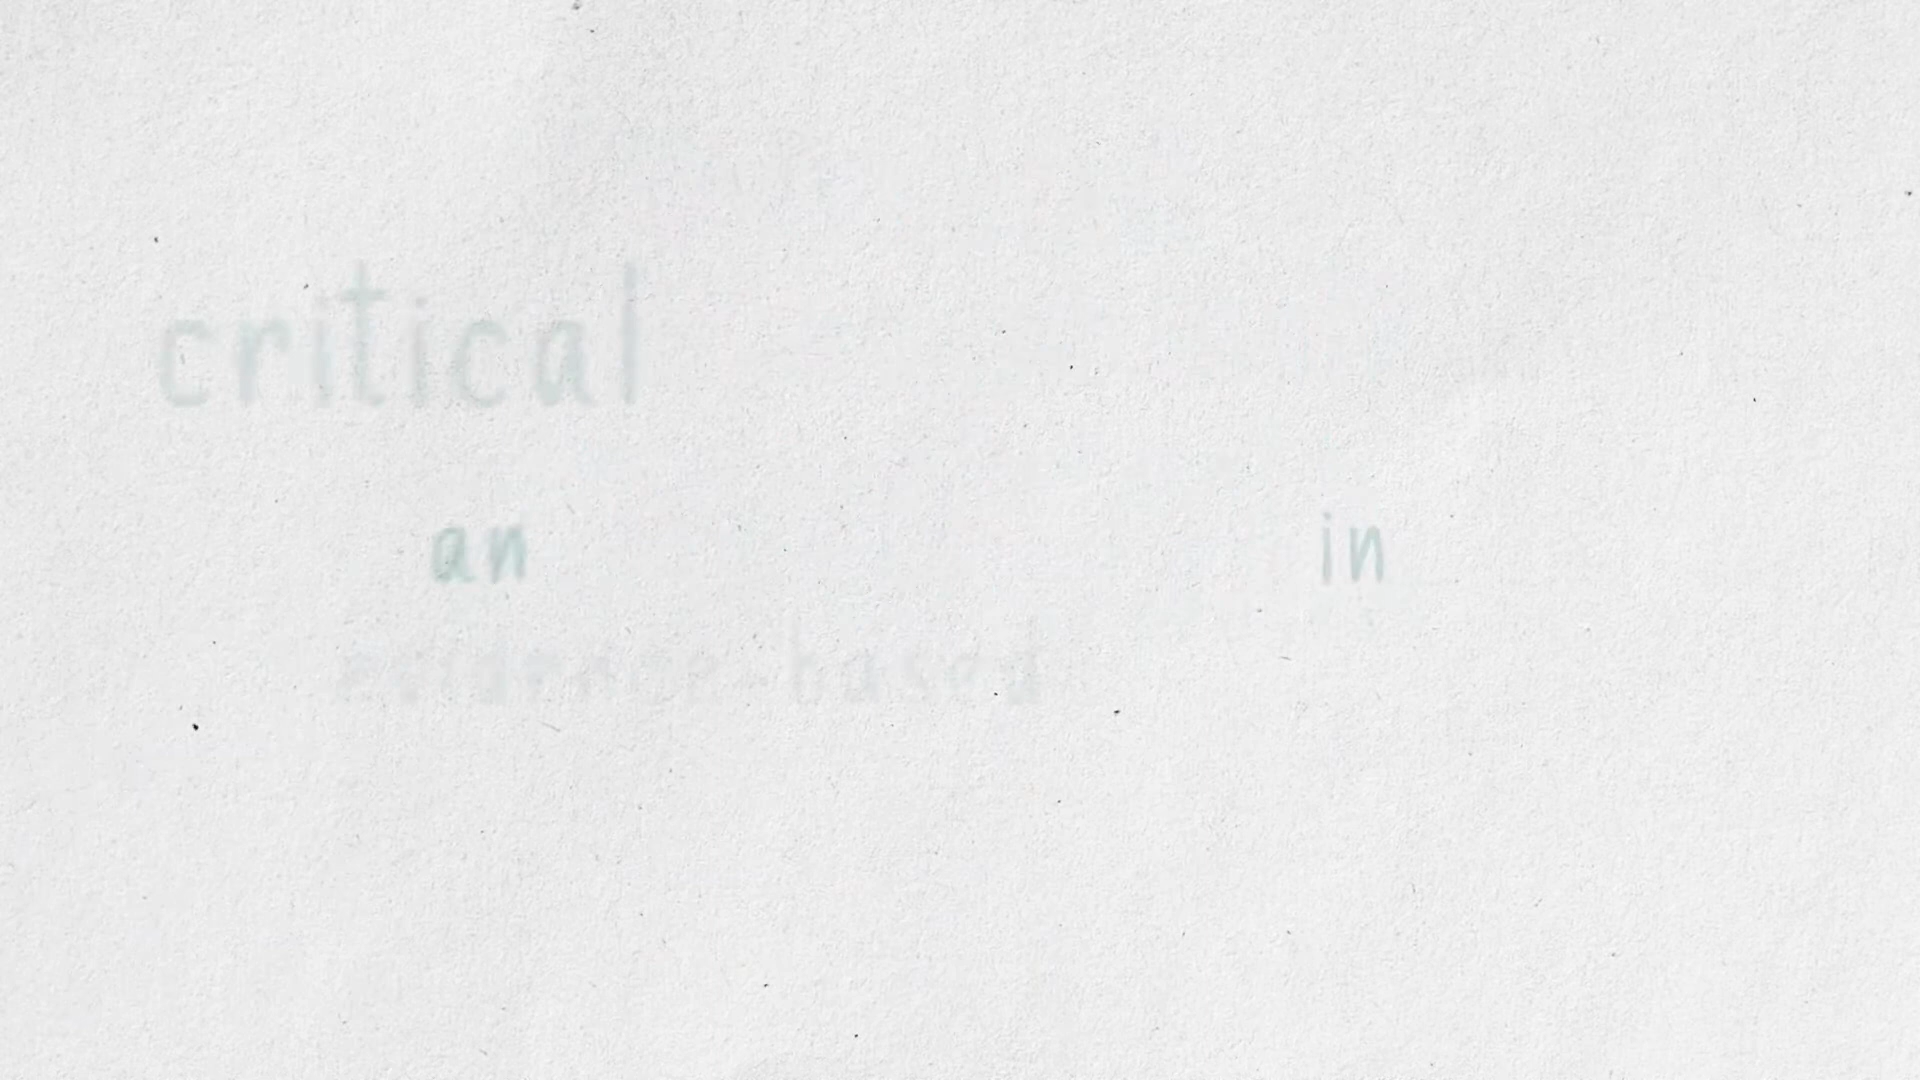 critical
an in
evidence-based